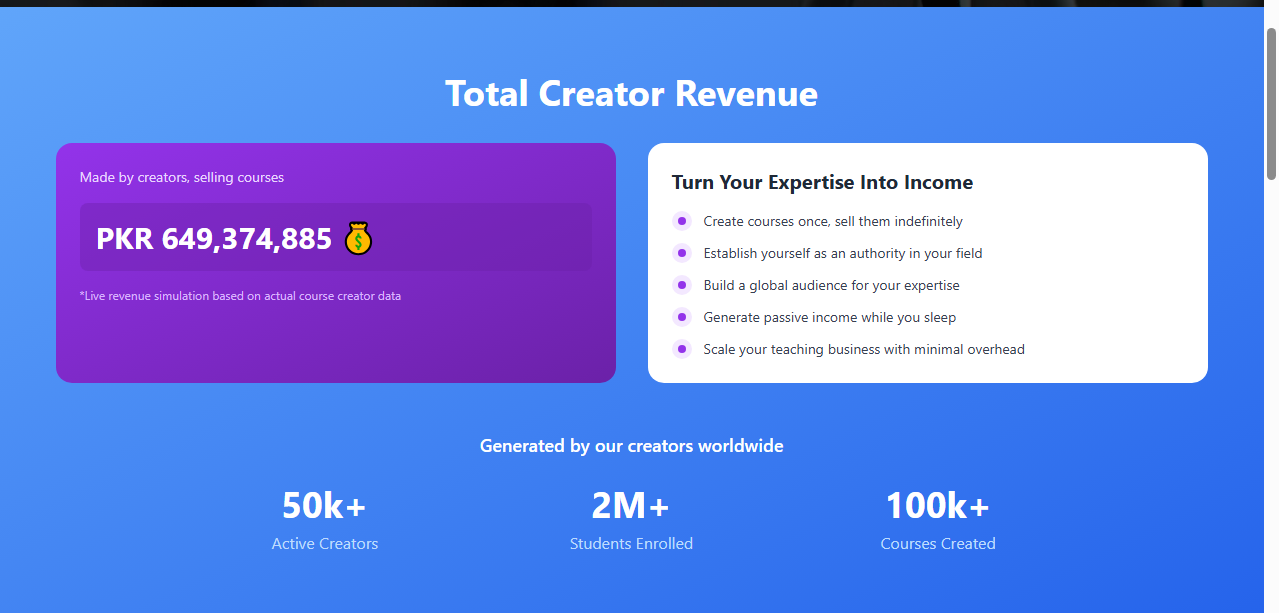 Total Creator Revenue
Made by creators, selling courses
PKR 649,374,885 💰
*Live revenue simulation based on actual course creator data
Turn Your Expertise Into Income
Create courses once, sell them indefinitely
Establish yourself as an authority in your field
Build a global audience for your expertise
Generate passive income while you sleep
Scale your teaching business with minimal overhead
Generated by our creators worldwide
50k+
Active Creators
2M+
Students Enrolled
100k+
Courses Created